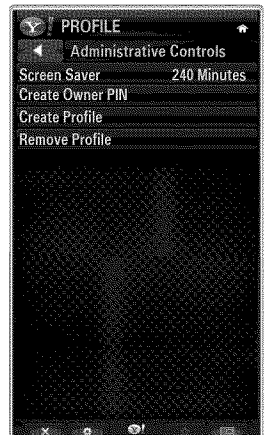 Y! PROFILE
Administrative Controls
Screen Saver 240 Minutes
Create Owner PIN
Create Profile
Remove Profile
Y!